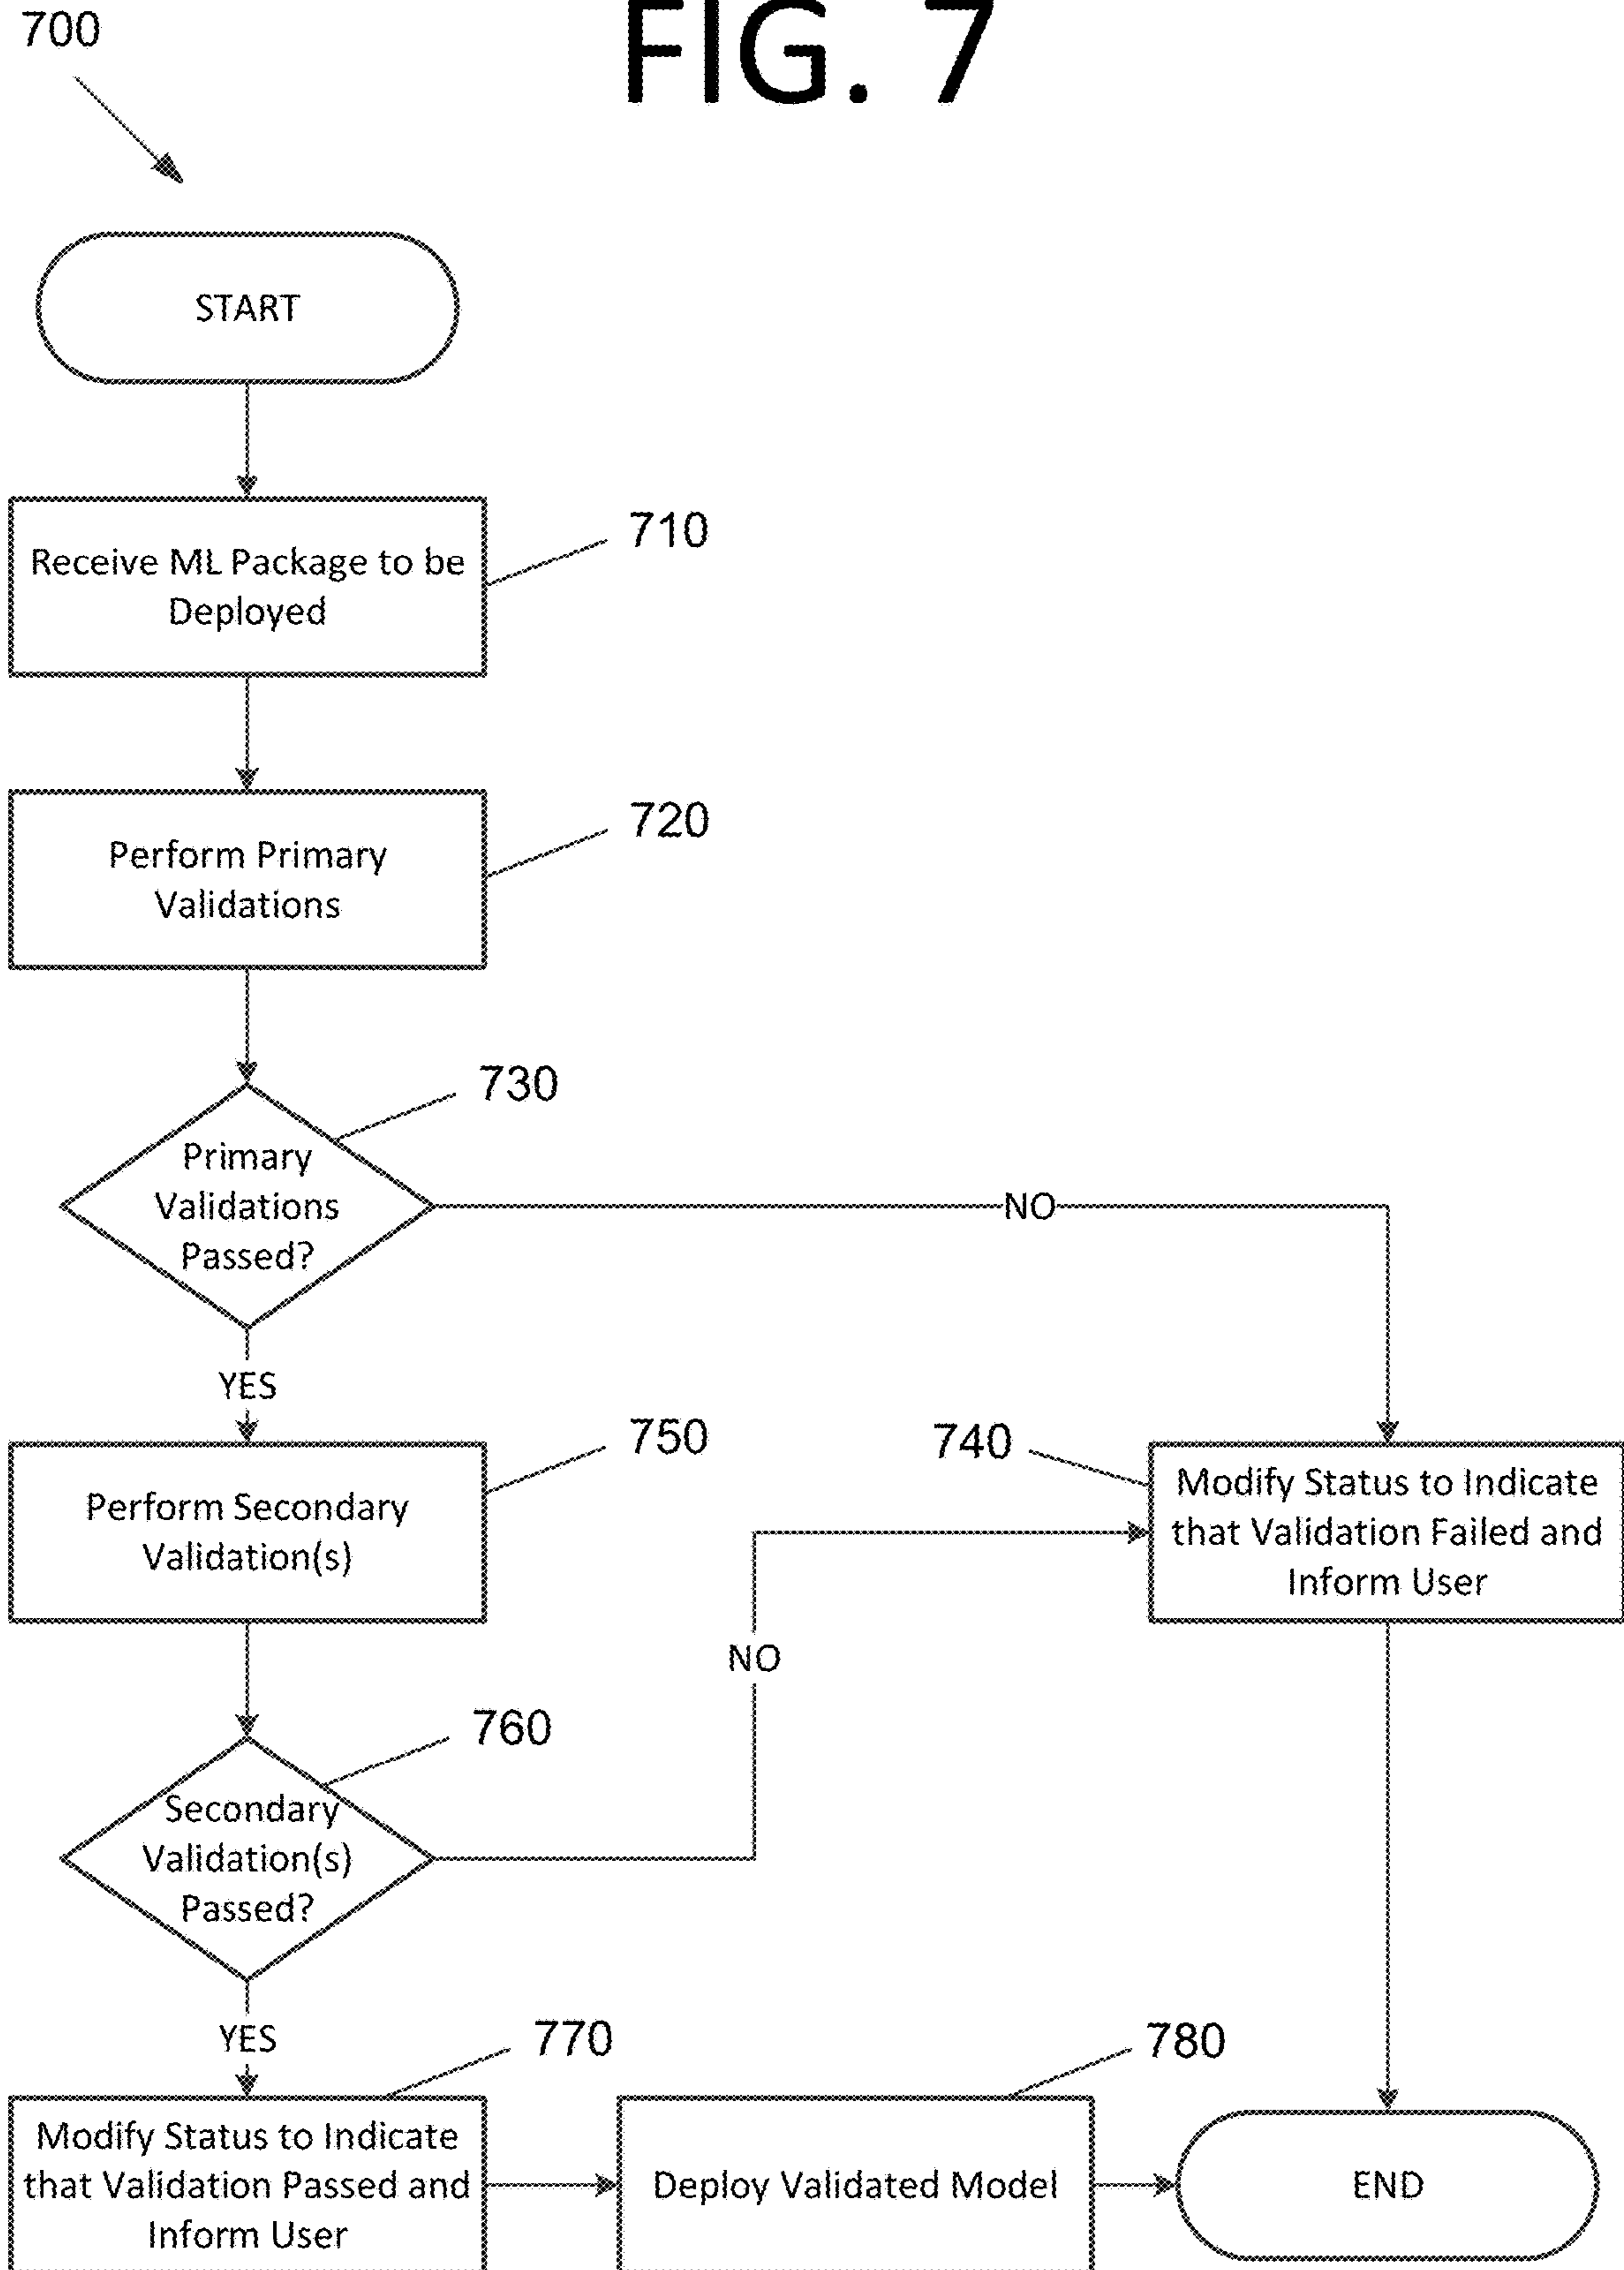 700
FIG. 7
START
710
Receive ML Package to be
Deployed
720
Perform Primary
Validations
730
Primary
Validations
Passed?
NO
YES
750
740
Perform Secondary
Validation(s)
Modify Status to Indicate
that Validation Failed and
Inform User
NO
760
Secondary
Validation(s)
Passed?
YES
770
780
Modify Status to Indicate
that Validation Passed and
Inform User
Deploy Validated Model
END